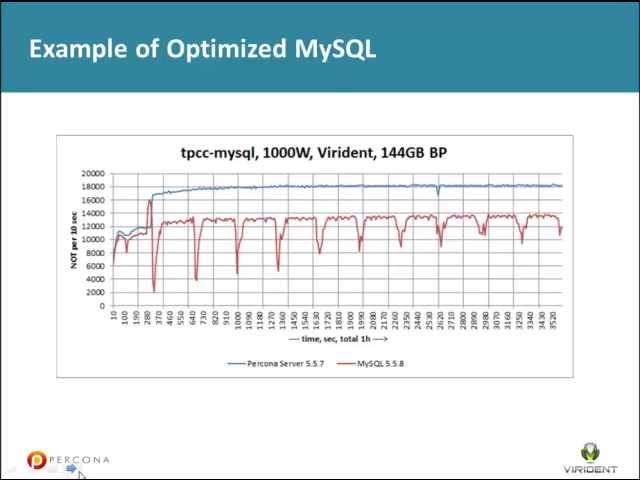 Example of Optimized MySQL
tpcc-mysql, 1000W, Virident, 144GB BP
NOT per 10 sec
20000
18000
16000
14000
12000
10000
8000
6000
4000
2000
0
10 100 190 280 370 460 550 640 730 820 910 1000 1090 1180 1270 1360 1450 1540 1630 1720 1810 1900 1990 2080 2170 2260 2350 2440 2530 2620 2710 2800 2890 2980 3070 3160 3250 3340 3430 3520
---- time, sec, total 1h ---->
Percona Server 5.5.7 MySQL 5.5.8
PERCONA
VIRIDENT